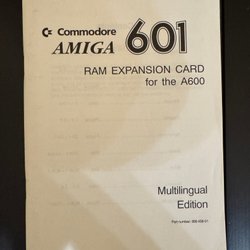 Commodore
AMIGA 601
RAM EXPANSION CARD
for the A600
Multilingual
Edition